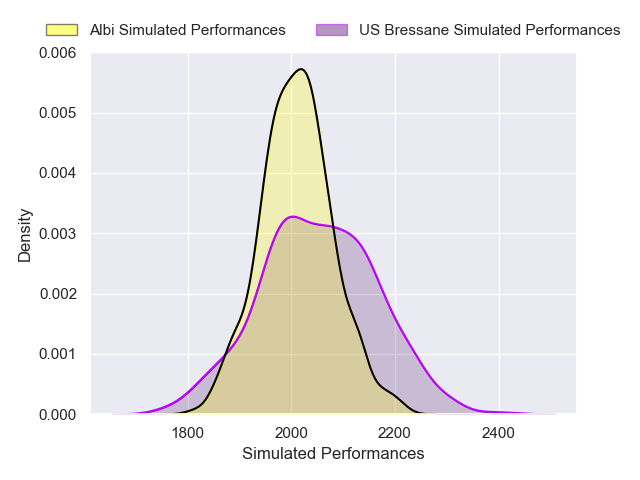 Albi Simulated Performances US Bressane Simulated Performances
0.006
0.005
0.004
0.003
0.002
0.001
0.000
Density
1800 2000 2200 2400
Simulated Performances